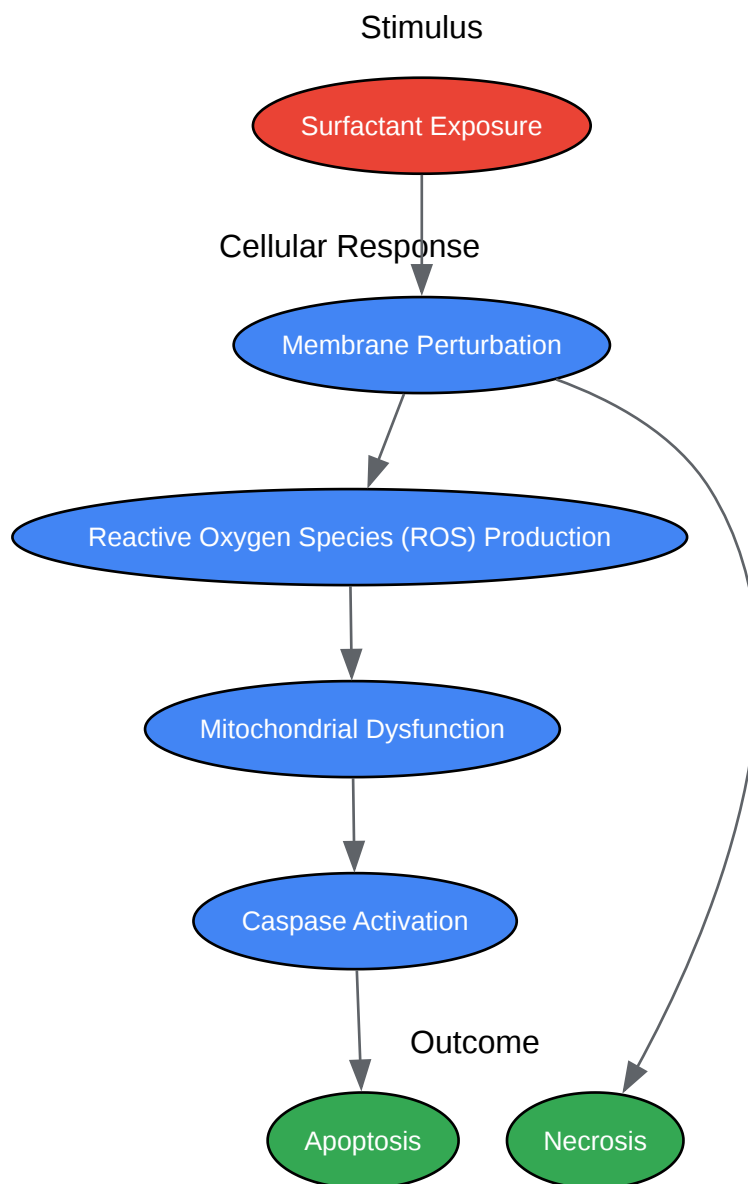 Stimulus
Surfactant Exposure
Cellular Response
Membrane Perturbation
Reactive Oxygen Species (ROS) Production
Mitochondrial Dysfunction
Caspase Activation
Outcome
Apoptosis
Necrosis